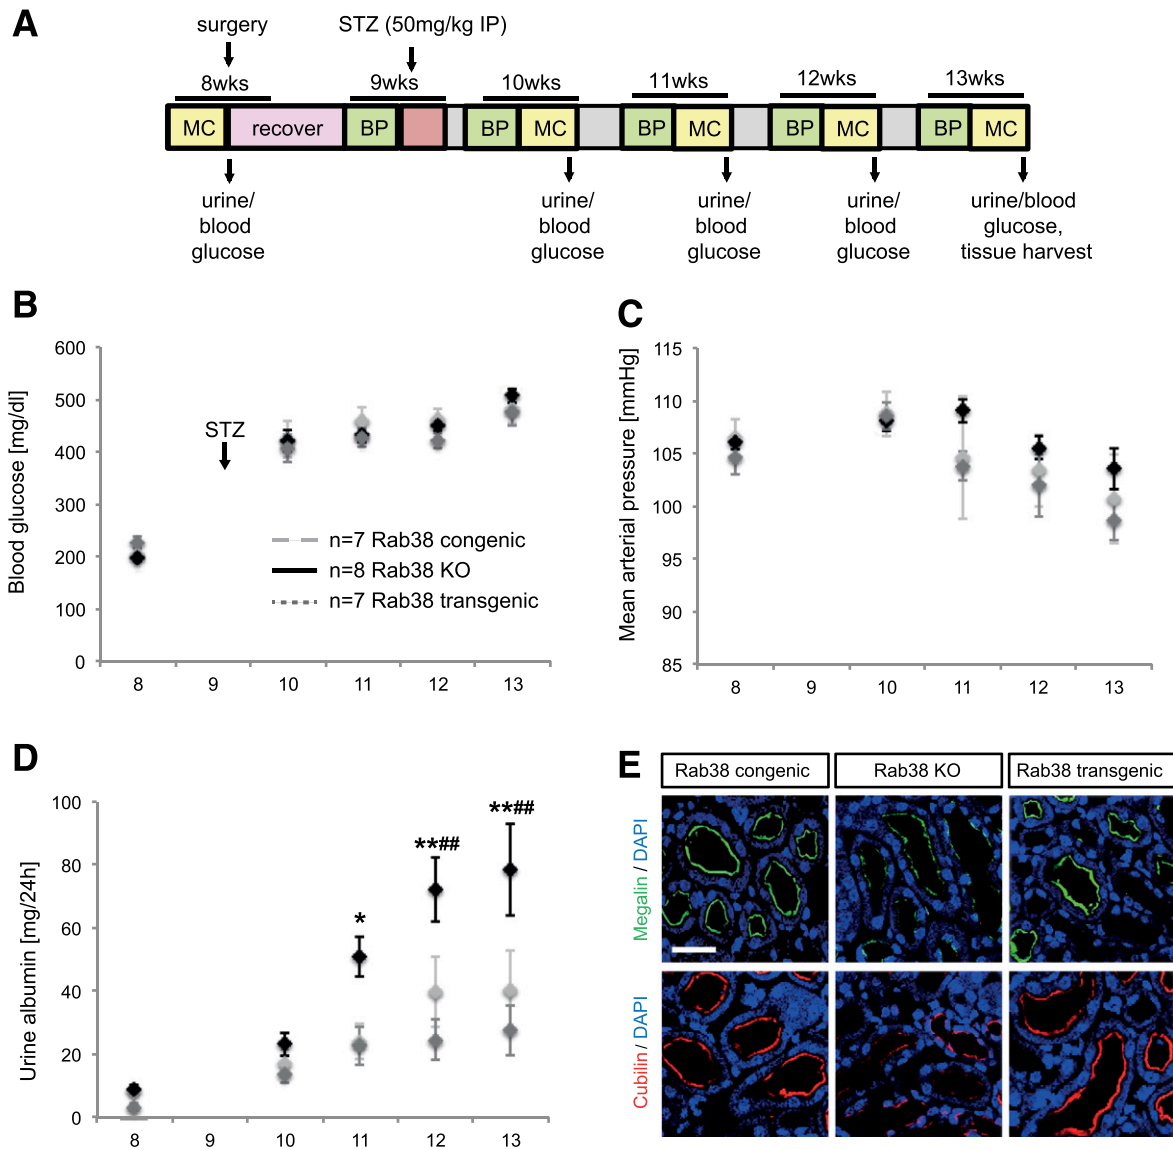 A
surgery
STZ (50mg/kg IP)
8wks
9wks
10wks
11wks
12wks
13wks
MC
recover
BP
BP
MC
BP
MC
BP
MC
BP
MC
urine/
blood
glucose
urine/
blood
glucose
urine/
blood
glucose
urine/
blood
glucose
urine/blood
glucose,
tissue harvest
B
Blood glucose [mg/dl]
600
500
400
300
200
100
0
STZ
n=7 Rab38 congenic
n=8 Rab38 KO
n=7 Rab38 transgenic
8
9
10
11
12
13
C
Mean arterial pressure [mmHg]
115
110
105
100
95
90
85
8
9
10
11
12
13
D
Urine albumin [mg/24h]
100
80
60
40
20
0
*
**##
**##
8
9
10
11
12
13
E
Rab38 congenic
Rab38 KO
Rab38 transgenic
Megalin / DAPI
Cubilin / DAPI